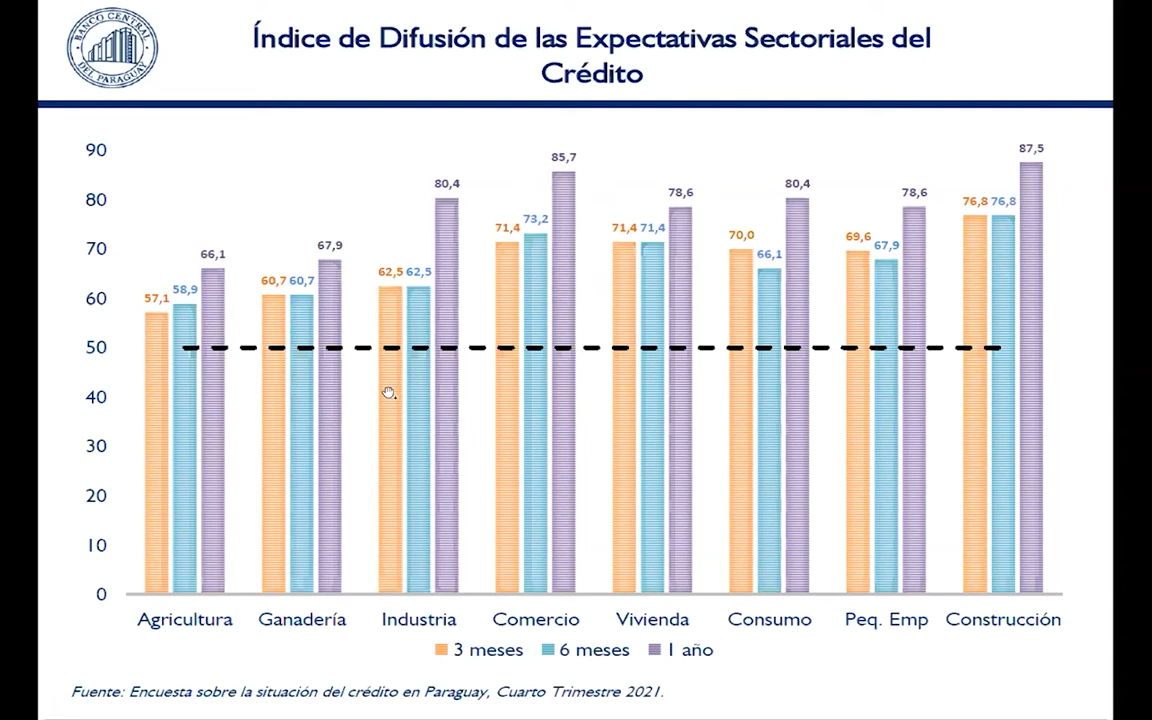 BANCO CENTRAL
DEL PARAGUAY
Índice de Difusión de las Expectativas Sectoriales del
Crédito
90
80
70
60
50
40
30
20
10
0
57,1 58,9 66,1
60,7 60,7 67,9
62,5 62,5 80,4
71,4 73,2 85,7
71,4 71,4 78,6
70,0 66,1 80,4
69,6 67,9 78,6
76,8 76,8 87,5
Agricultura Ganadería Industria Comercio Vivienda Consumo Peq. Emp Construcción
3 meses 6 meses 1 año
Fuente: Encuesta sobre la situación del crédito en Paraguay, Cuarto Trimestre 2021.